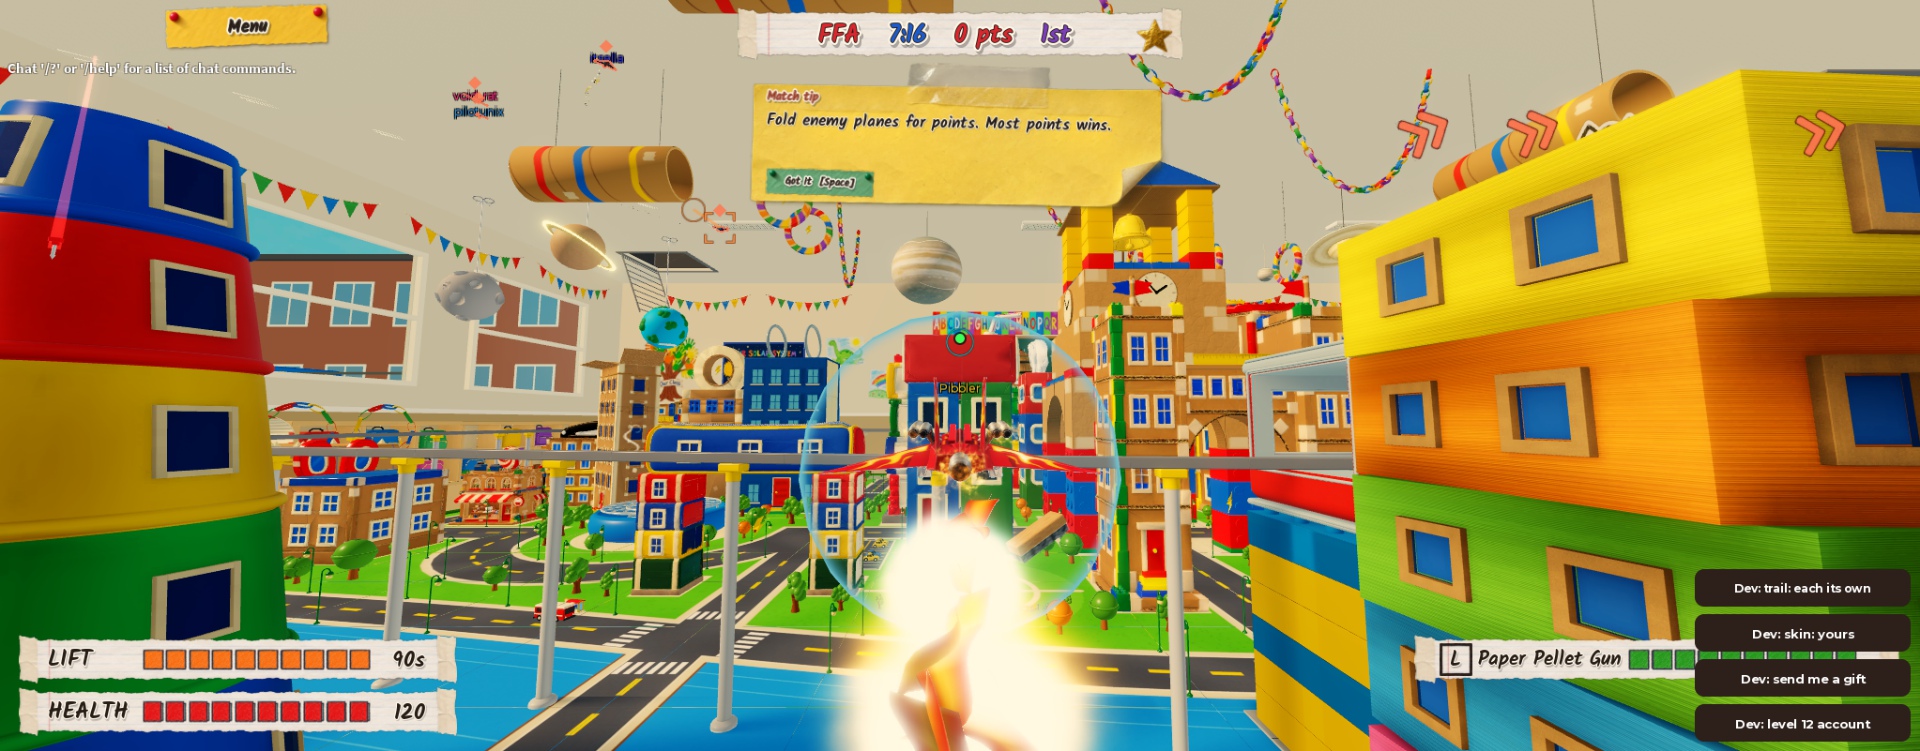 Menu
FFA 7:16 0 pts 1st
Chat '/?' or '/help' for a list of chat commands.
Match tip
Fold enemy planes for points. Most points wins.
Got It [Space]
SOLAR SYSTEM
Pibbler
LIFT 90s
HEALTH 120
L Paper Pellet Gun
Dev: trail: each its own
Dev: skin: yours
Dev: send me a gift
Dev: level 12 account